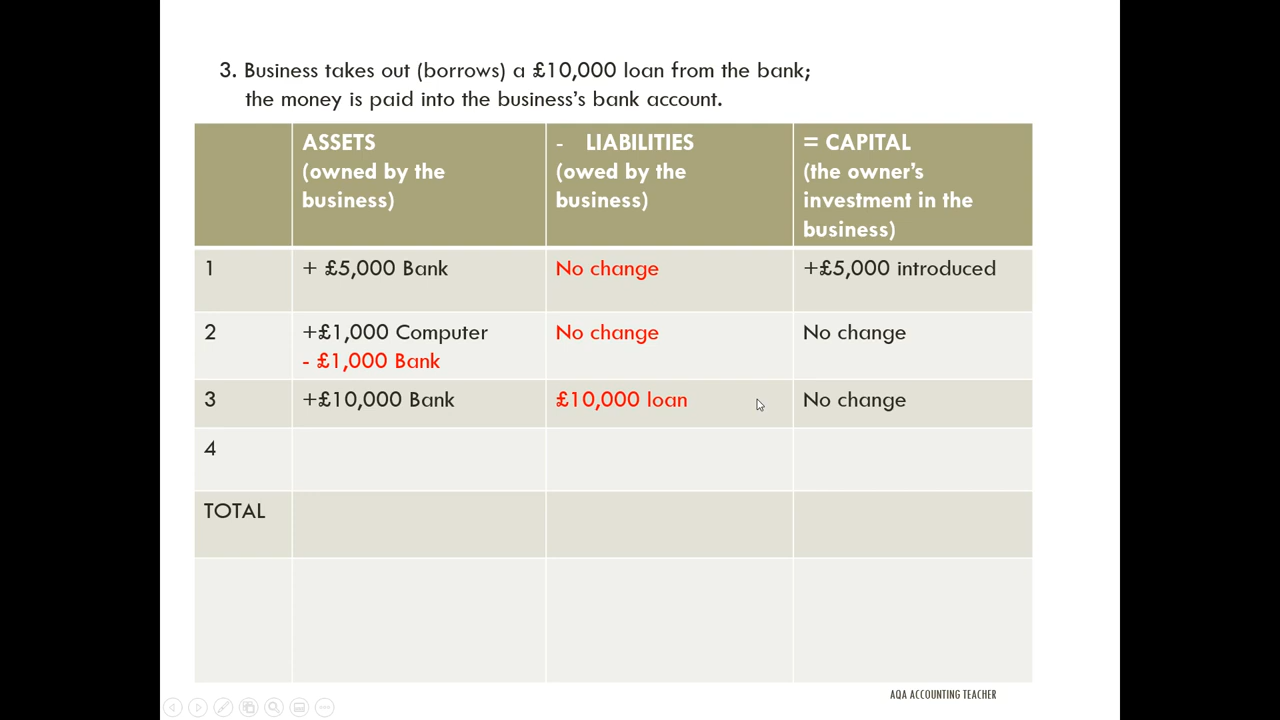 3. Business takes out (borrows) a £10,000 loan from the bank;
the money is paid into the business’s bank account.
ASSETS
(owned by the
business)
- LIABILITIES
(owed by the
business)
= CAPITAL
(the owner’s
investment in the
business)
1
+ £5,000 Bank
No change
+£5,000 introduced
2
+£1,000 Computer
- £1,000 Bank
No change
No change
3
+£10,000 Bank
£10,000 loan
No change
4
TOTAL
AQA ACCOUNTING TEACHER